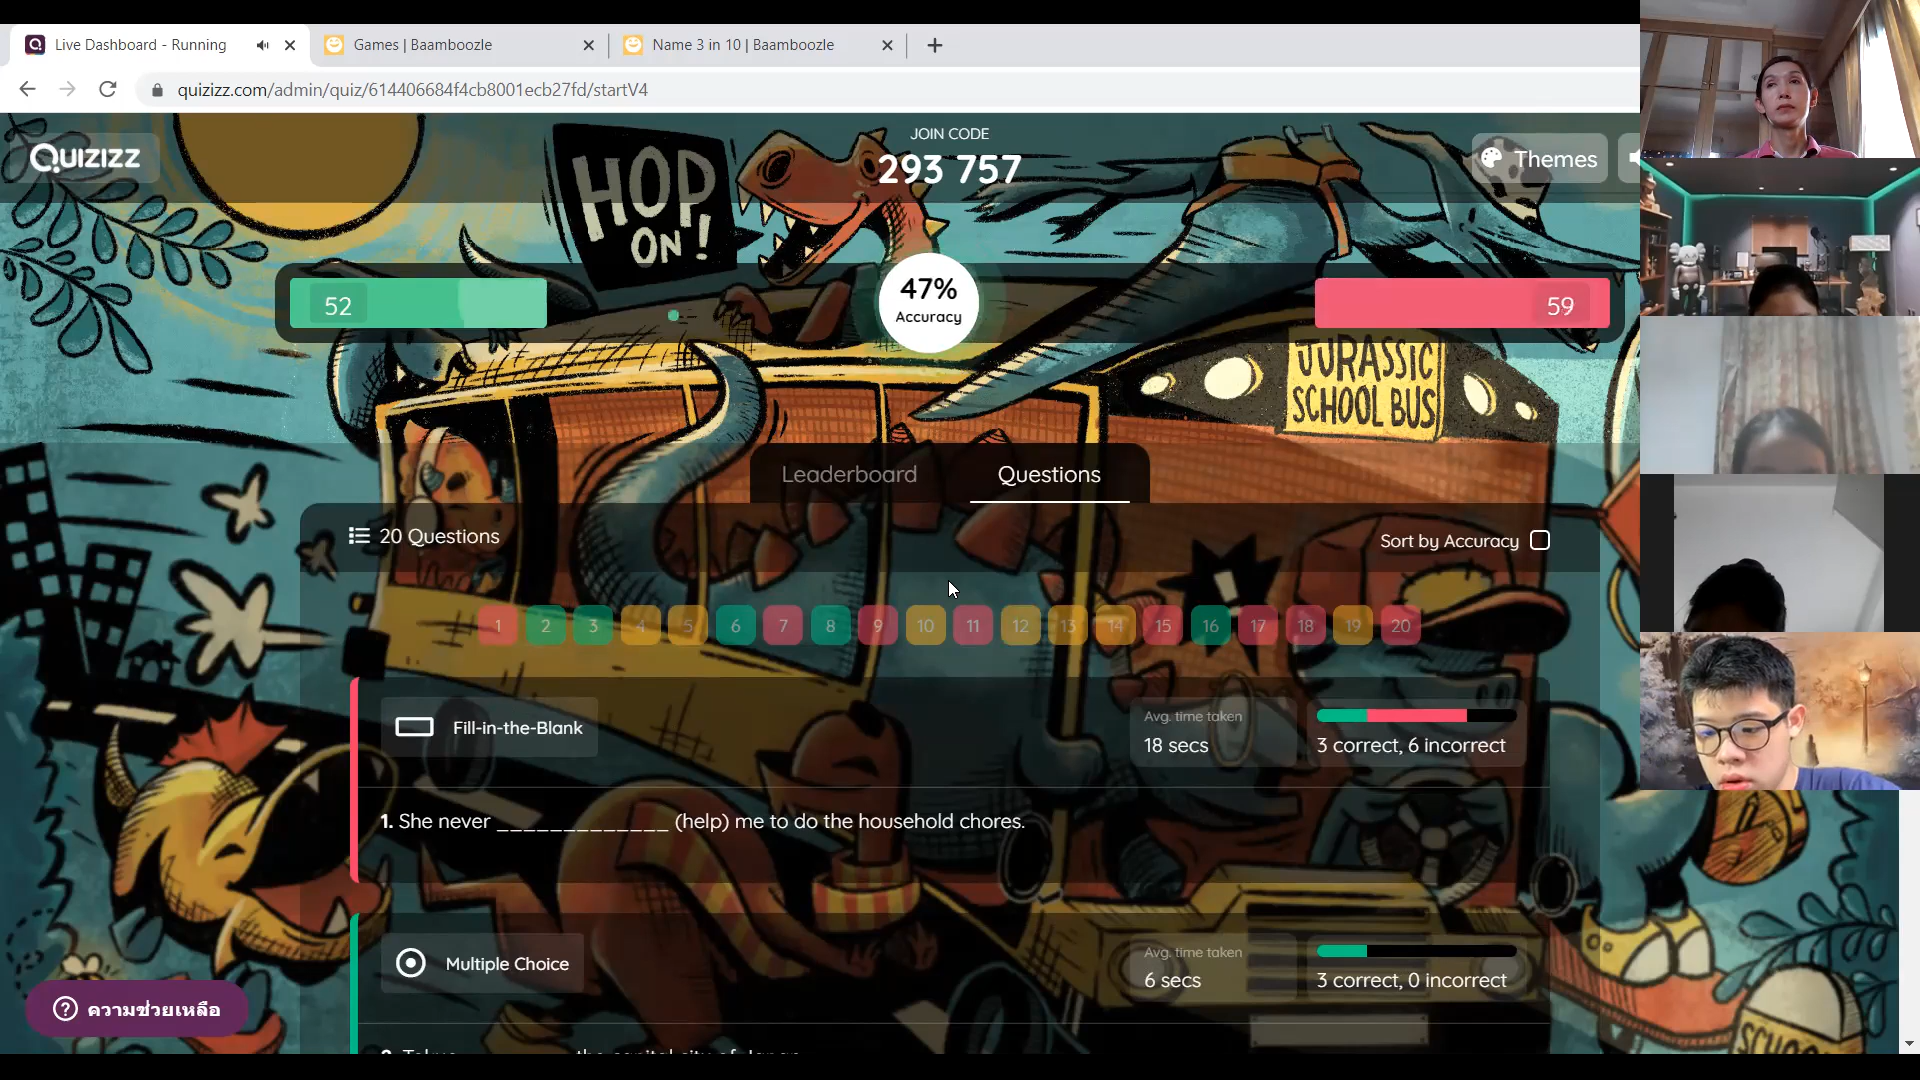 Live Dashboard - Running
Games | Baamboozle
Name 3 in 10 | Baamboozle
quizizz.com/admin/quiz/614406684f4cb8001ecb27fd/startV4
QUIZIZZ
HOP ON!
JOIN CODE
293 757
Themes
52
47%
Accuracy
59
JURASSIC
SCHOOL BUS
Leaderboard
Questions
20 Questions
Sort by Accuracy
1 2 3 4 5 6 7 8 9 10 11 12 13 14 15 16 17 18 19 20
Fill-in-the-Blank
Avg. time taken
18 secs
3 correct, 6 incorrect
1. She never _____________ (help) me to do the household chores.
Multiple Choice
Avg. time taken
6 secs
3 correct, 0 incorrect
ความช่วยเหลือ
SCHOOL